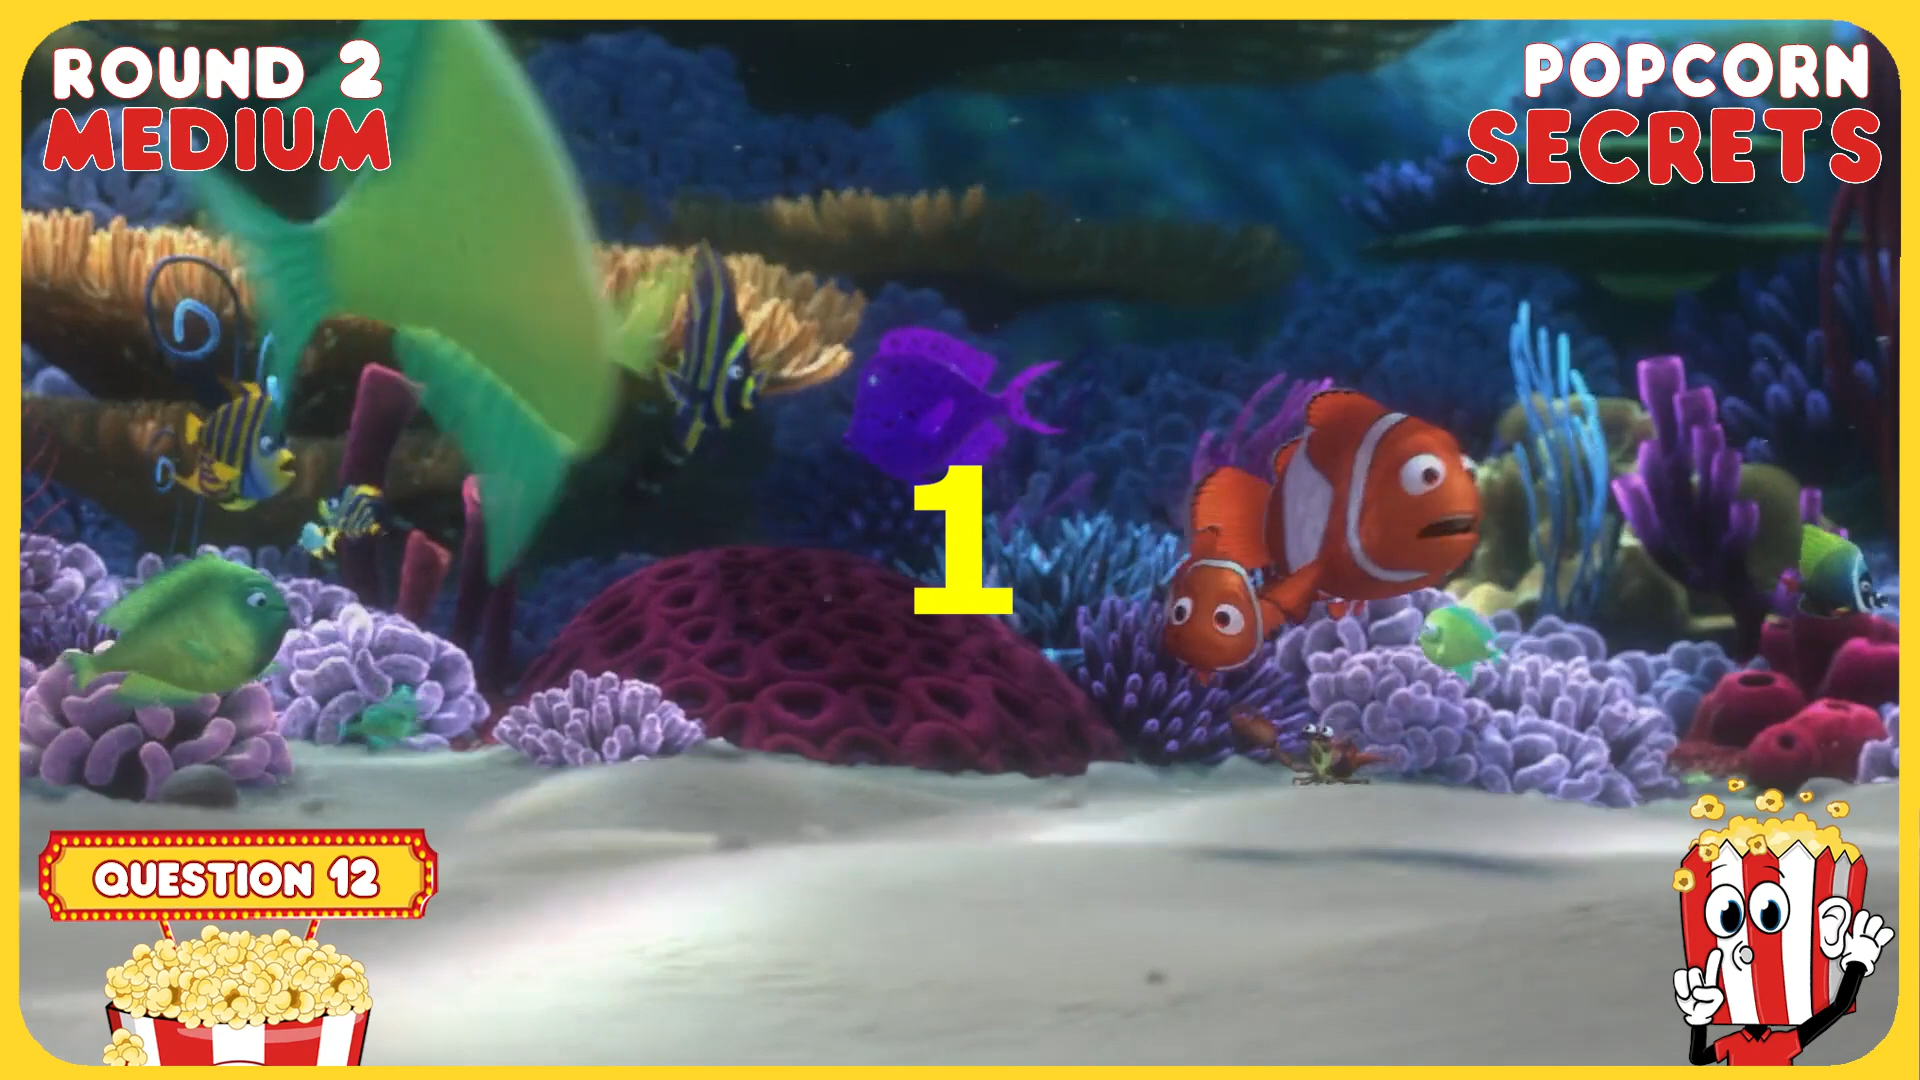 ROUND 2
MEDIUM
POPCORN
SECRETS
1
QUESTION 12